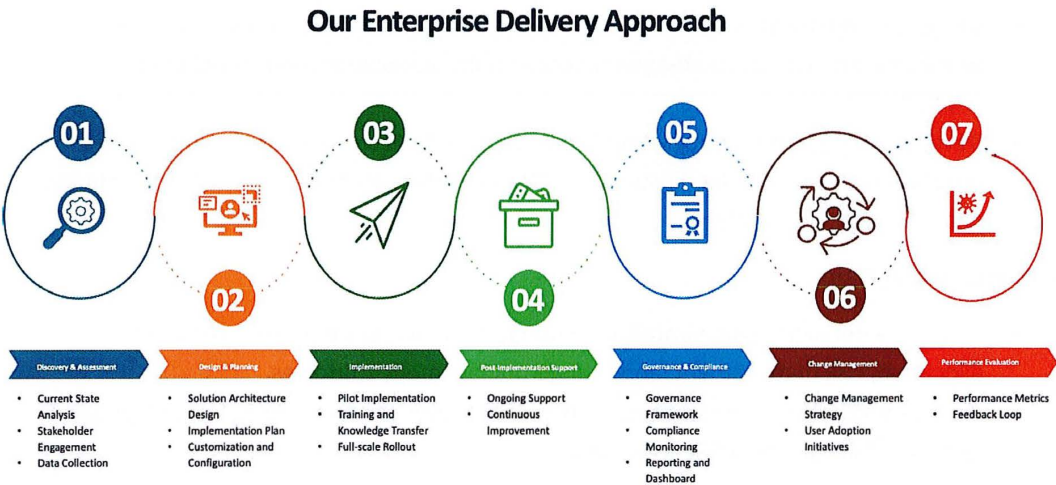 Our Enterprise Delivery Approach
01
03
05
07
02
04
06
Discovery & Assessment
Design & Planning
Implementation
Post-Implementation Support
Governance & Compliance
Change Management
Performance Evaluation
• Current State
Analysis
• Stakeholder
Engagement
• Data Collection
• Solution Architecture
Design
• Implementation Plan
• Customization and
Configuration
• Pilot Implementation
• Training and
Knowledge Transfer
• Full-scale Rollout
• Ongoing Support
• Continuous
Improvement
• Governance
Framework
• Compliance
Monitoring
• Reporting and
Dashboard
• Change Management
Strategy
• User Adoption
Initiatives
• Performance Metrics
• Feedback Loop